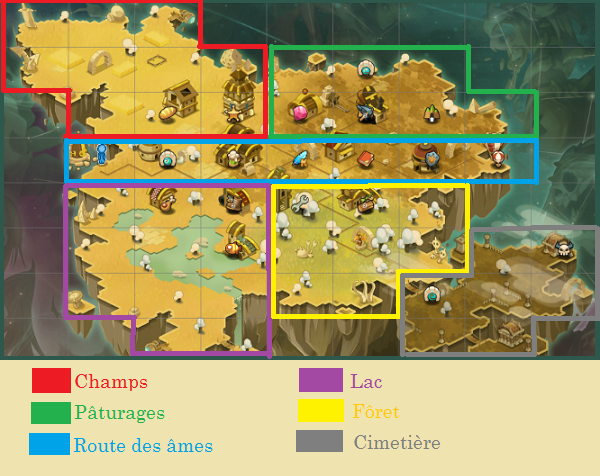 Champs
Lac
Pâturages
Fôret
Route des âmes
Cimetière